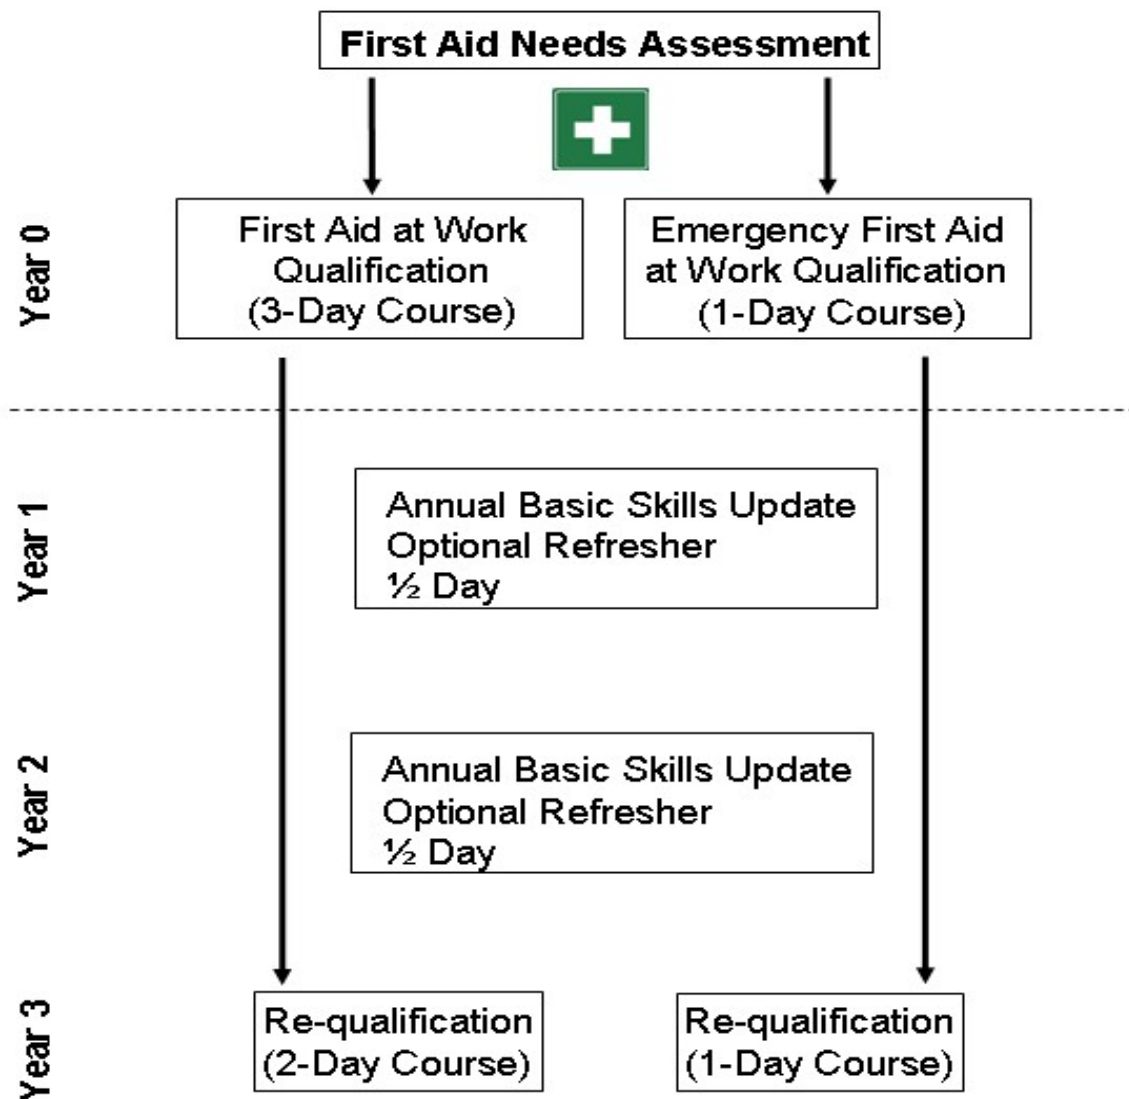 First Aid Needs Assessment
Year 0
First Aid at Work
Qualification
(3-Day Course)
Emergency First Aid
at Work Qualification
(1-Day Course)
Year 1
Annual Basic Skills Update
Optional Refresher
½ Day
Year 2
Annual Basic Skills Update
Optional Refresher
½ Day
Year 3
Re-qualification
(2-Day Course)
Re-qualification
(1-Day Course)